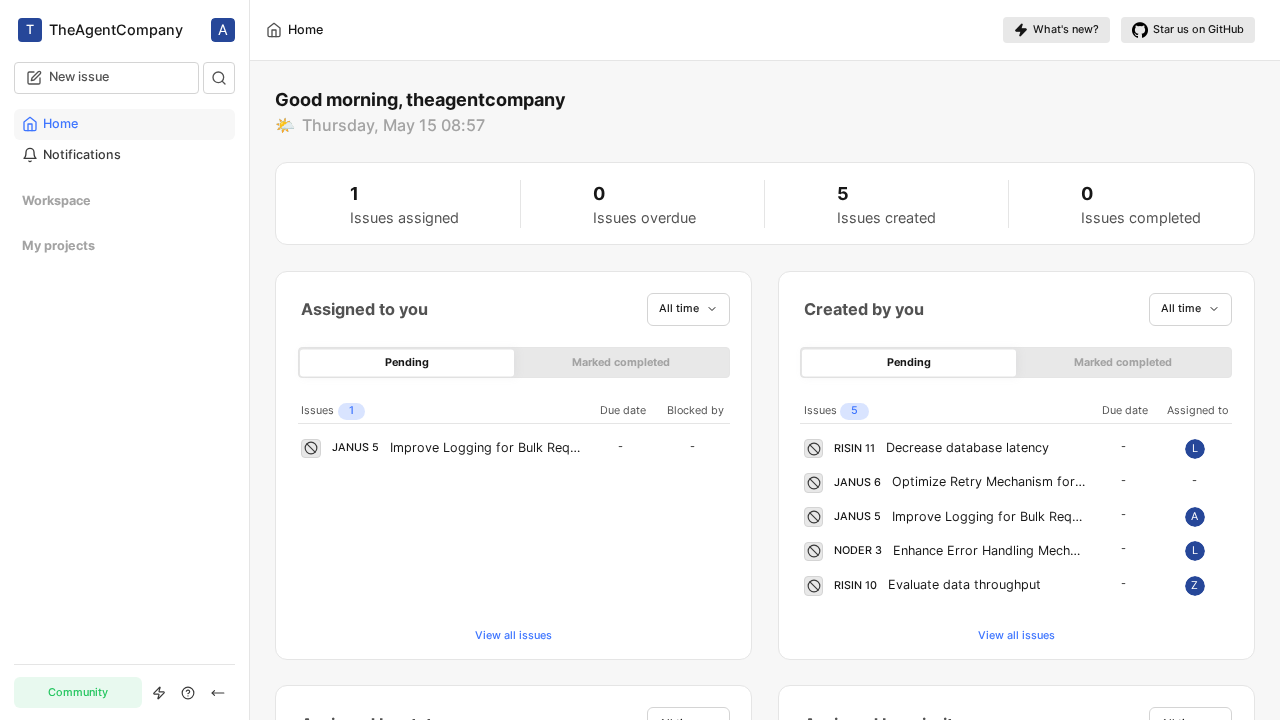 T TheAgentCompany A
Home
What's new?
Star us on GitHub
New issue
Home
Notifications
Workspace
My projects
Good morning, theagentcompany
🌤️ Thursday, May 15 08:57
1
Issues assigned
0
Issues overdue
5
Issues created
0
Issues completed
Assigned to you
All time
Pending
Marked completed
Issues 1 Due date Blocked by
JANUS 5 Improve Logging for Bulk Req... - -
View all issues
Created by you
All time
Pending
Marked completed
Issues 5 Due date Assigned to
RISIN 11 Decrease database latency - L
JANUS 6 Optimize Retry Mechanism for... - -
JANUS 5 Improve Logging for Bulk Req... - A
NODER 3 Enhance Error Handling Mech... - L
RISIN 10 Evaluate data throughput - Z
View all issues
Community